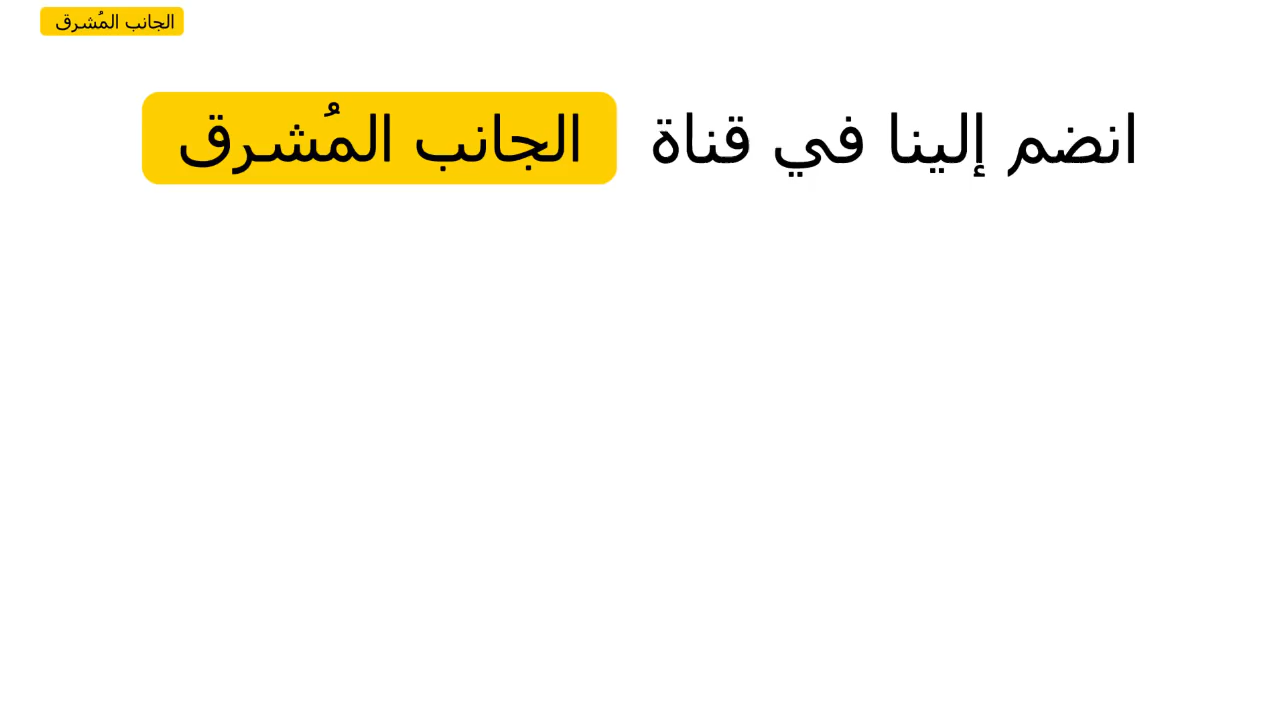 الجانب المُشرق
انضم إلينا في قناة الجانب المُشرق